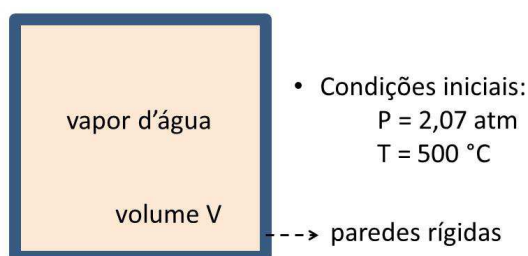 vapor d'água
volume V
• Condições iniciais:
P = 2,07 atm
T = 500 °C
paredes rígidas